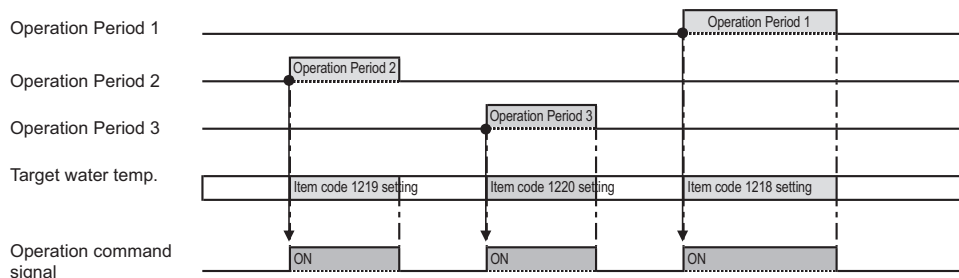 Operation Period 1
Operation Period 1
Operation Period 2
Operation Period 2
Operation Period 3
Operation Period 3
Target water temp.
Item code 1219 setting
Item code 1220 setting
Item code 1218 setting
Operation command
signal
ON
ON
ON